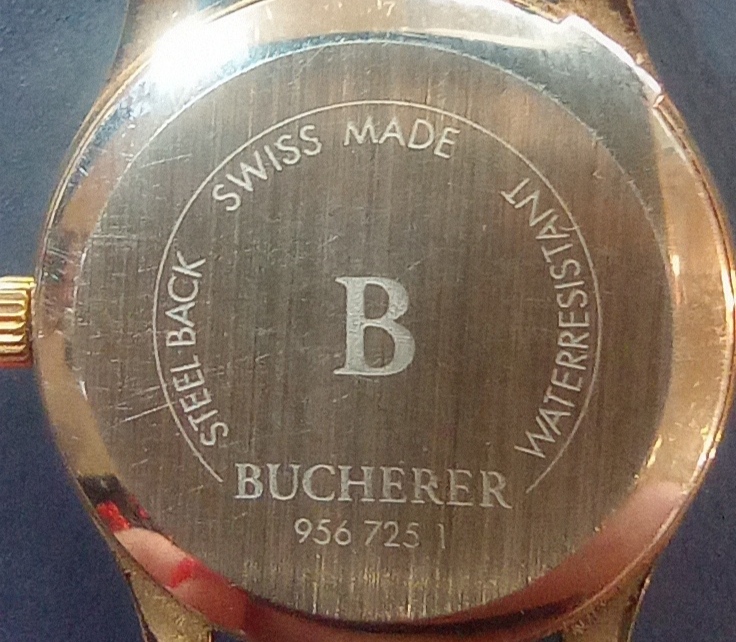 STEEL BACK
SWISS MADE
WATERRESISTANT
B
BUCHERER
956 725 1